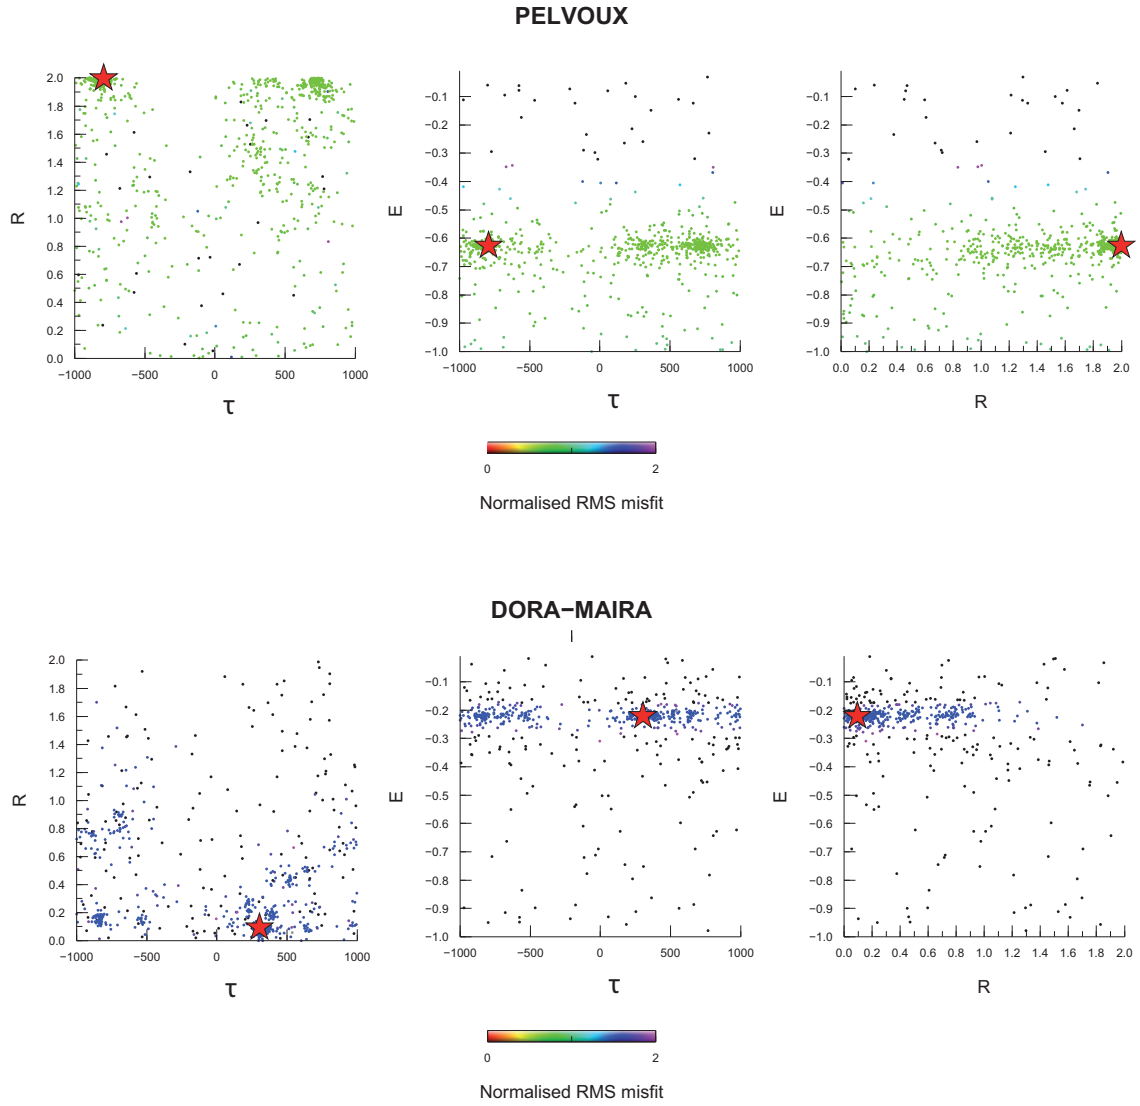 PELVOUX
2.0
1.8
1.6
1.4
1.2
1.0
0.8
0.6
0.4
0.2
0.0
R
−1000 −500 0 500 1000
τ
−0.1
−0.2
−0.3
−0.4
−0.5
−0.6
−0.7
−0.8
−0.9
−1.0
E
−1000 −500 0 500 1000
τ
−0.1
−0.2
−0.3
−0.4
−0.5
−0.6
−0.7
−0.8
−0.9
−1.0
E
0.0 0.2 0.4 0.6 0.8 1.0 1.2 1.4 1.6 1.8 2.0
R
0 2
Normalised RMS misfit
DORA−MAIRA
2.0
1.8
1.6
1.4
1.2
1.0
0.8
0.6
0.4
0.2
0.0
R
−1000 −500 0 500 1000
τ
−0.1
−0.2
−0.3
−0.4
−0.5
−0.6
−0.7
−0.8
−0.9
−1.0
E
−1000 −500 0 500 1000
τ
−0.1
−0.2
−0.3
−0.4
−0.5
−0.6
−0.7
−0.8
−0.9
−1.0
E
0.0 0.2 0.4 0.6 0.8 1.0 1.2 1.4 1.6 1.8 2.0
R
0 2
Normalised RMS misfit